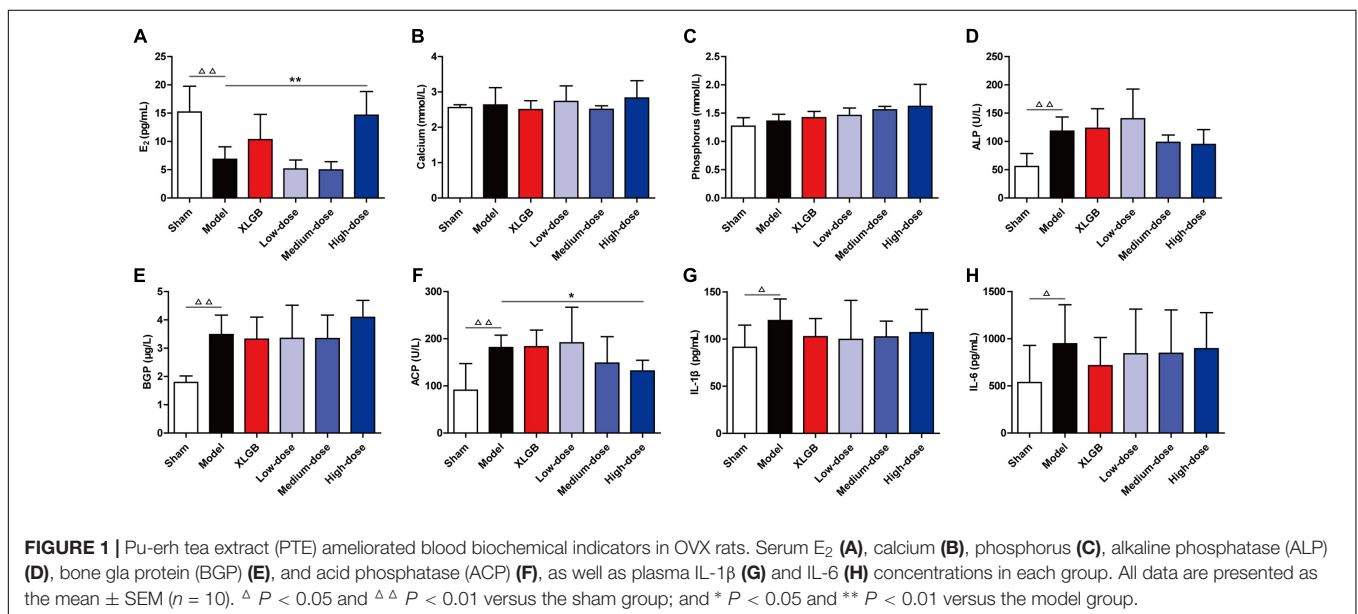 A
B
C
D
25
20
15
10
5
0
E₂ (pg/mL)
△ △
**
Sham
Model
XLGB
Low-dose
Medium-dose
High-dose
4
3
2
1
0
Calcium (mmol/L)
Sham
Model
XLGB
Low-dose
Medium-dose
High-dose
2.5
2.0
1.5
1.0
0.5
0.0
Phosphorus (mmol/L)
Sham
Model
XLGB
Low-dose
Medium-dose
High-dose
250
200
150
100
50
0
ALP (U/L)
△ △
Sham
Model
XLGB
Low-dose
Medium-dose
High-dose
E
F
G
H
5
4
3
2
1
0
BGP (µg/L)
△ △
Sham
Model
XLGB
Low-dose
Medium-dose
High-dose
300
200
100
0
ACP (U/L)
△ △
*
Sham
Model
XLGB
Low-dose
Medium-dose
High-dose
150
100
50
0
IL-1β (pg/mL)
△
Sham
Model
XLGB
Low-dose
Medium-dose
High-dose
1500
1000
500
0
IL-6 (pg/mL)
△
Sham
Model
XLGB
Low-dose
Medium-dose
High-dose
FIGURE 1 | Pu-erh tea extract (PTE) ameliorated blood biochemical indicators in OVX rats. Serum E₂ (A), calcium (B), phosphorus (C), alkaline phosphatase (ALP)
(D), bone gla protein (BGP) (E), and acid phosphatase (ACP) (F), as well as plasma IL-1β (G) and IL-6 (H) concentrations in each group. All data are presented as
the mean ± SEM (n = 10). △ P < 0.05 and △ △ P < 0.01 versus the sham group; and * P < 0.05 and ** P < 0.01 versus the model group.